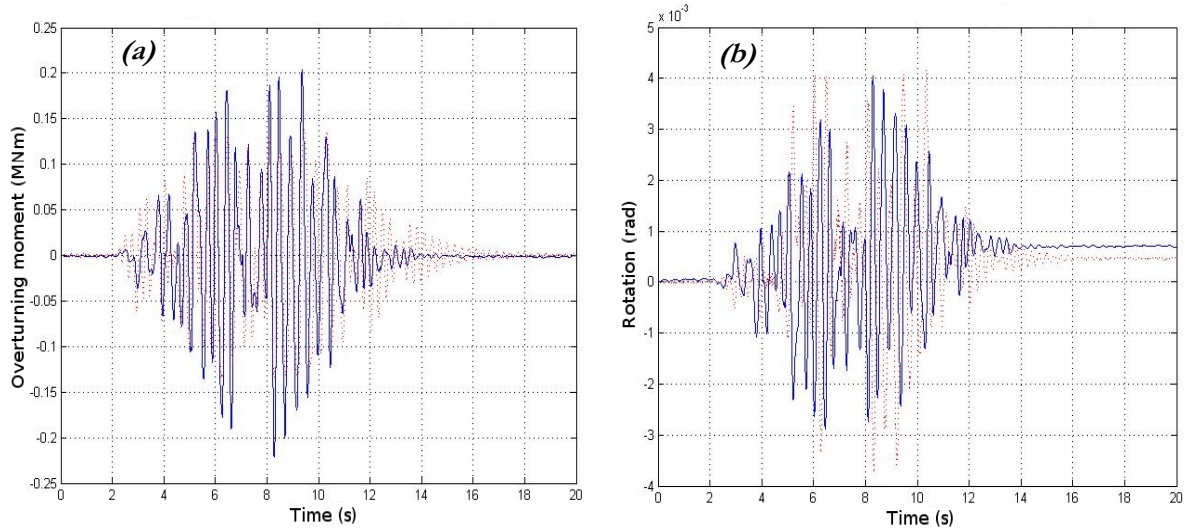 (a)
Overturning moment (MNm)
0.25
0.2
0.15
0.1
0.05
0
-0.05
-0.1
-0.15
-0.2
-0.25
0 2 4 6 8 10 12 14 16 18 20
Time (s)
x 10⁻³
(b)
Rotation (rad)
5
4
3
2
1
0
-1
-2
-3
-4
0 2 4 6 8 10 12 14 16 18 20
Time (s)